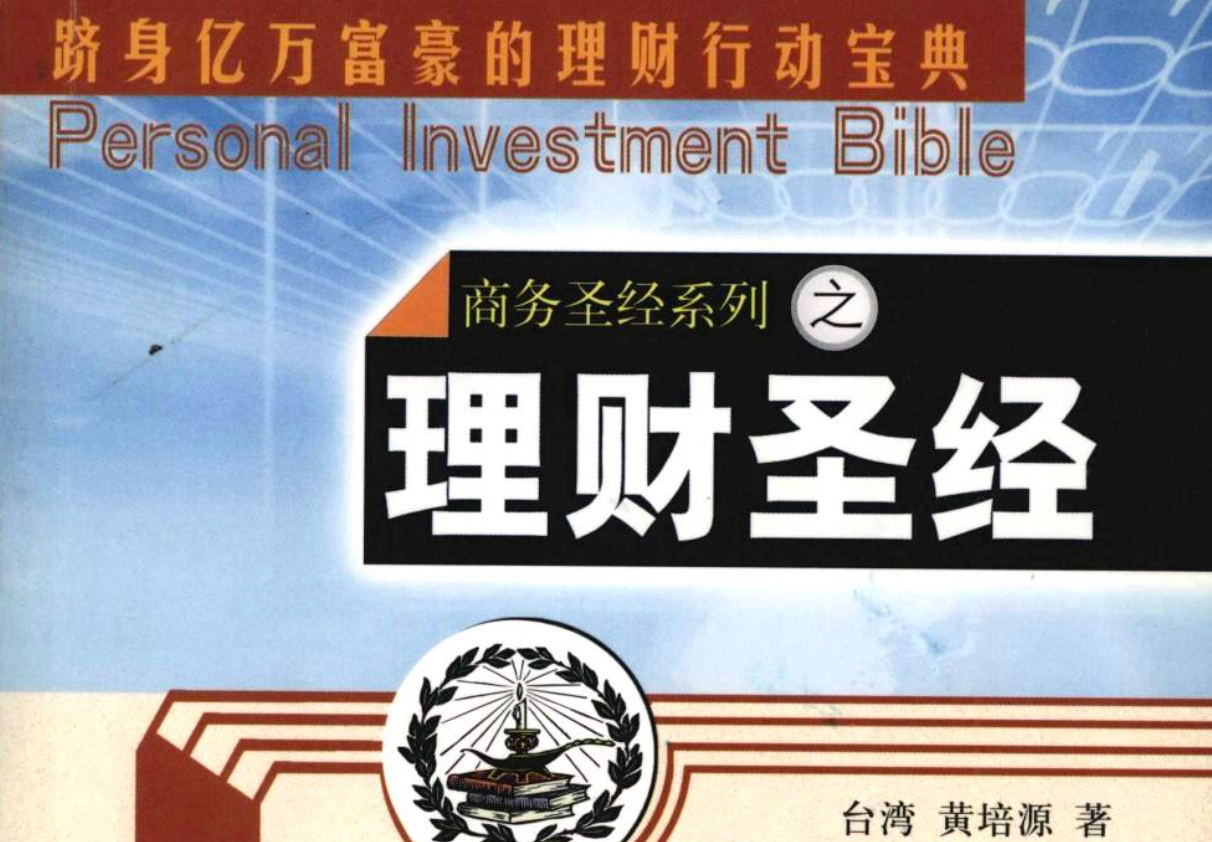 跻身亿万富豪的理财行动宝典
Personal Investment Bible
商务圣经系列 之
理财圣经
台湾 黄培源 著